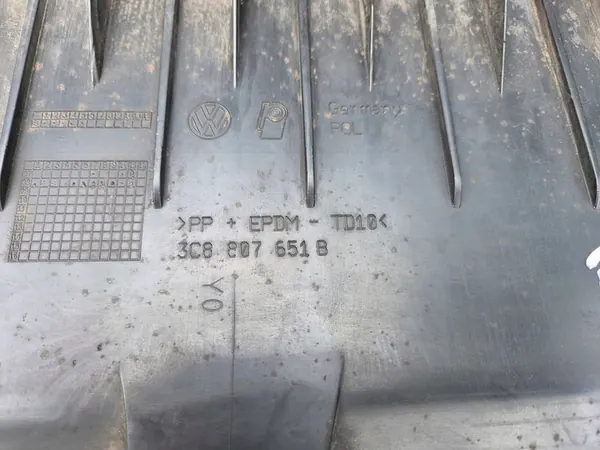 Germany
POL
>PP + EPDM - TD10<
3C8 807 651 B
Y0